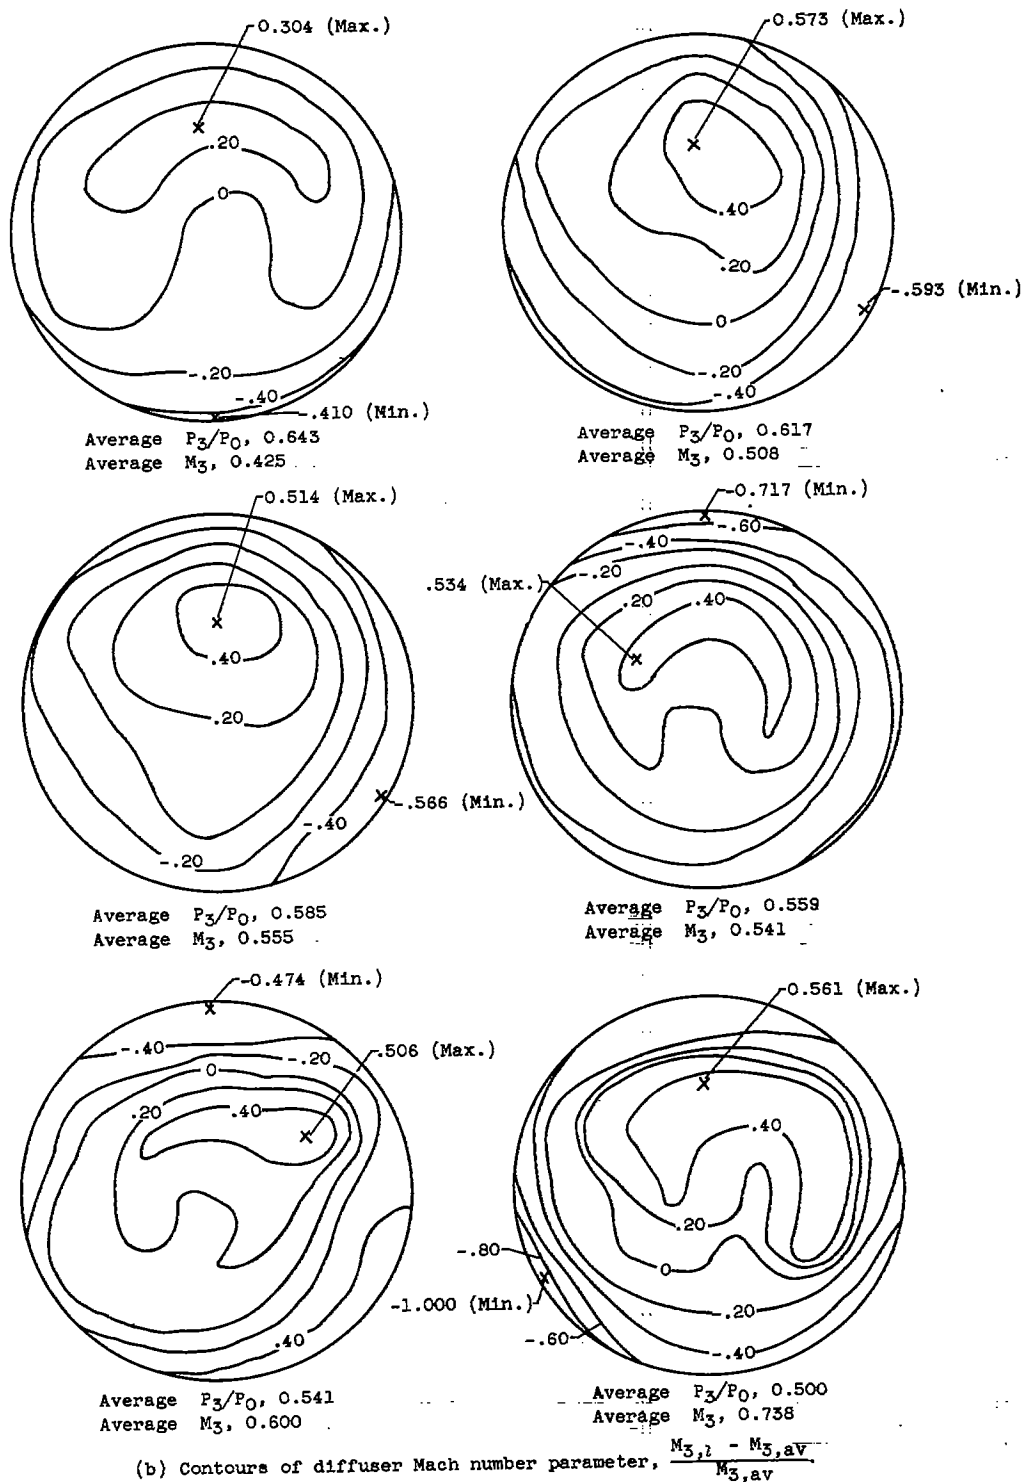 0.304 (Max.)
.20
0
-.20
-.40
-.410 (Min.)
Average P3/P0, 0.643
Average M3, 0.425
0.573 (Max.)
.40
.20
-.593 (Min.)
0
-.20
-.40
Average P3/P0, 0.617
Average M3, 0.508
0.514 (Max.)
.40
.20
-.566 (Min.)
-.40
-.20
Average P3/P0, 0.585
Average M3, 0.555
-0.717 (Min.)
-.60
-.40
-.20
.534 (Max.)
.20
.40
Average P3/P0, 0.559
Average M3, 0.541
-0.474 (Min.)
-.40
-.20
.506 (Max.)
0
.20
.40
.40
Average P3/P0, 0.541
Average M3, 0.600
0.561 (Max.)
.40
.20
-.80
0
-1.000 (Min.)
-.20
-.60
-.40
Average P3/P0, 0.500
Average M3, 0.738
(b) Contours of diffuser Mach number parameter, M3,l - M3,av / M3,av